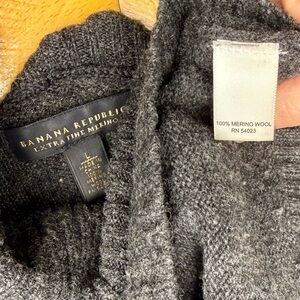 BANANA REPUBLIC
EXTRA FINE MERINO
L
100% MERINO WOOL
RN 54023